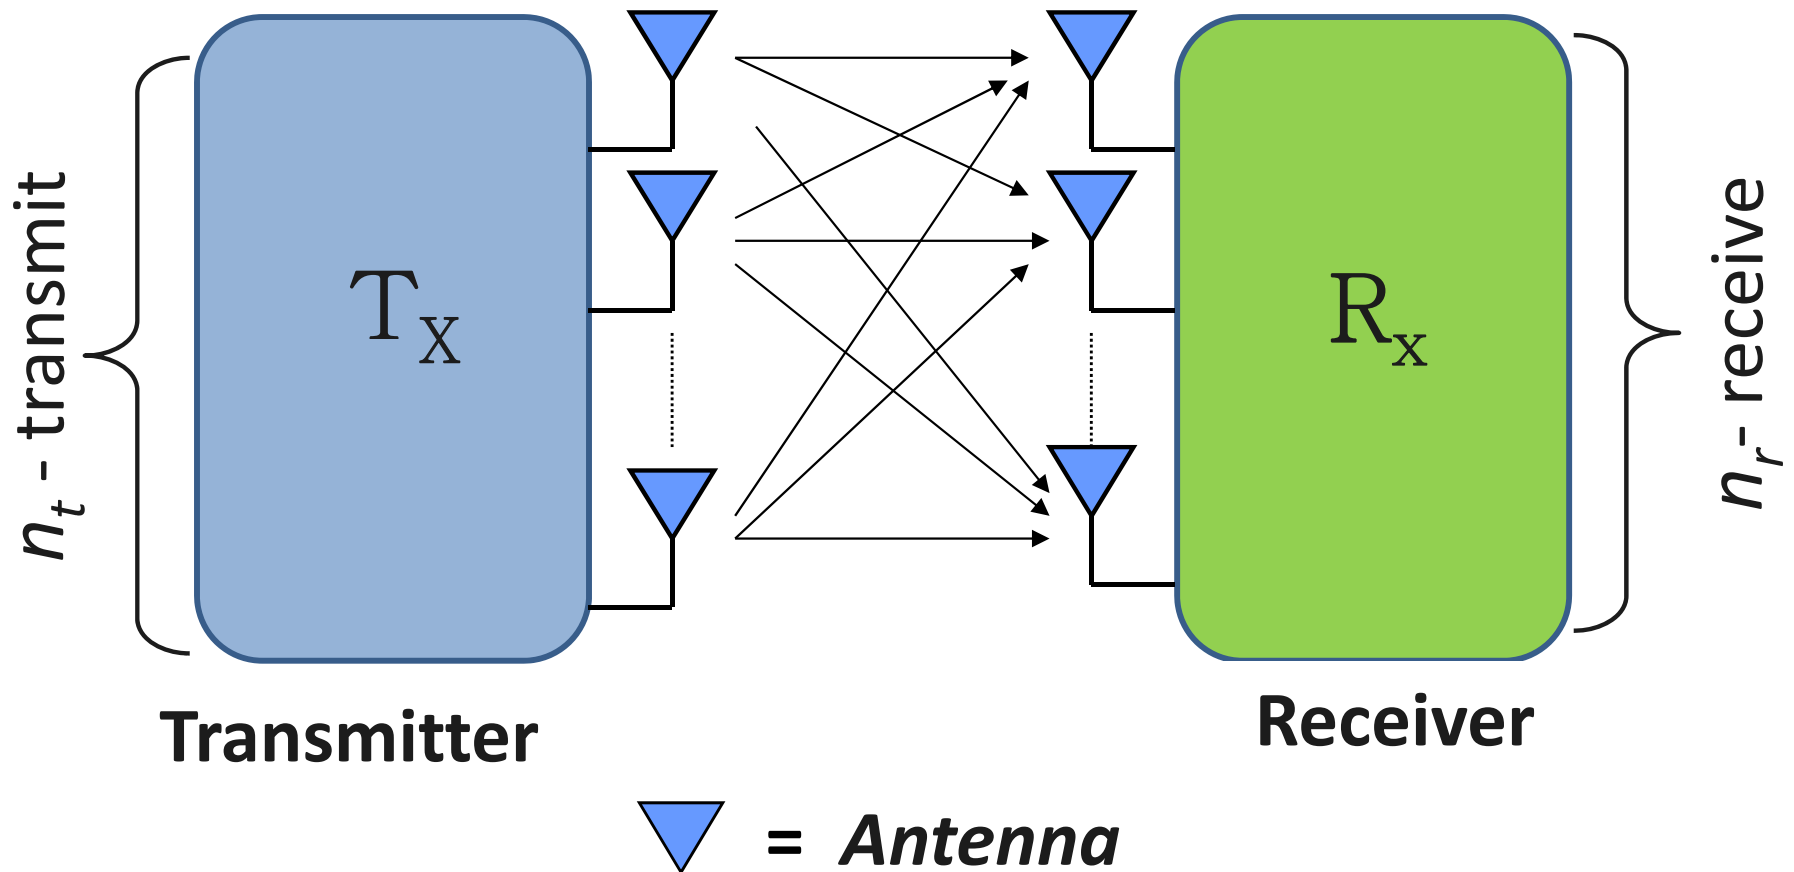 n_t - transmit
T_X
R_x
n_r- receive
Transmitter
Receiver
= Antenna